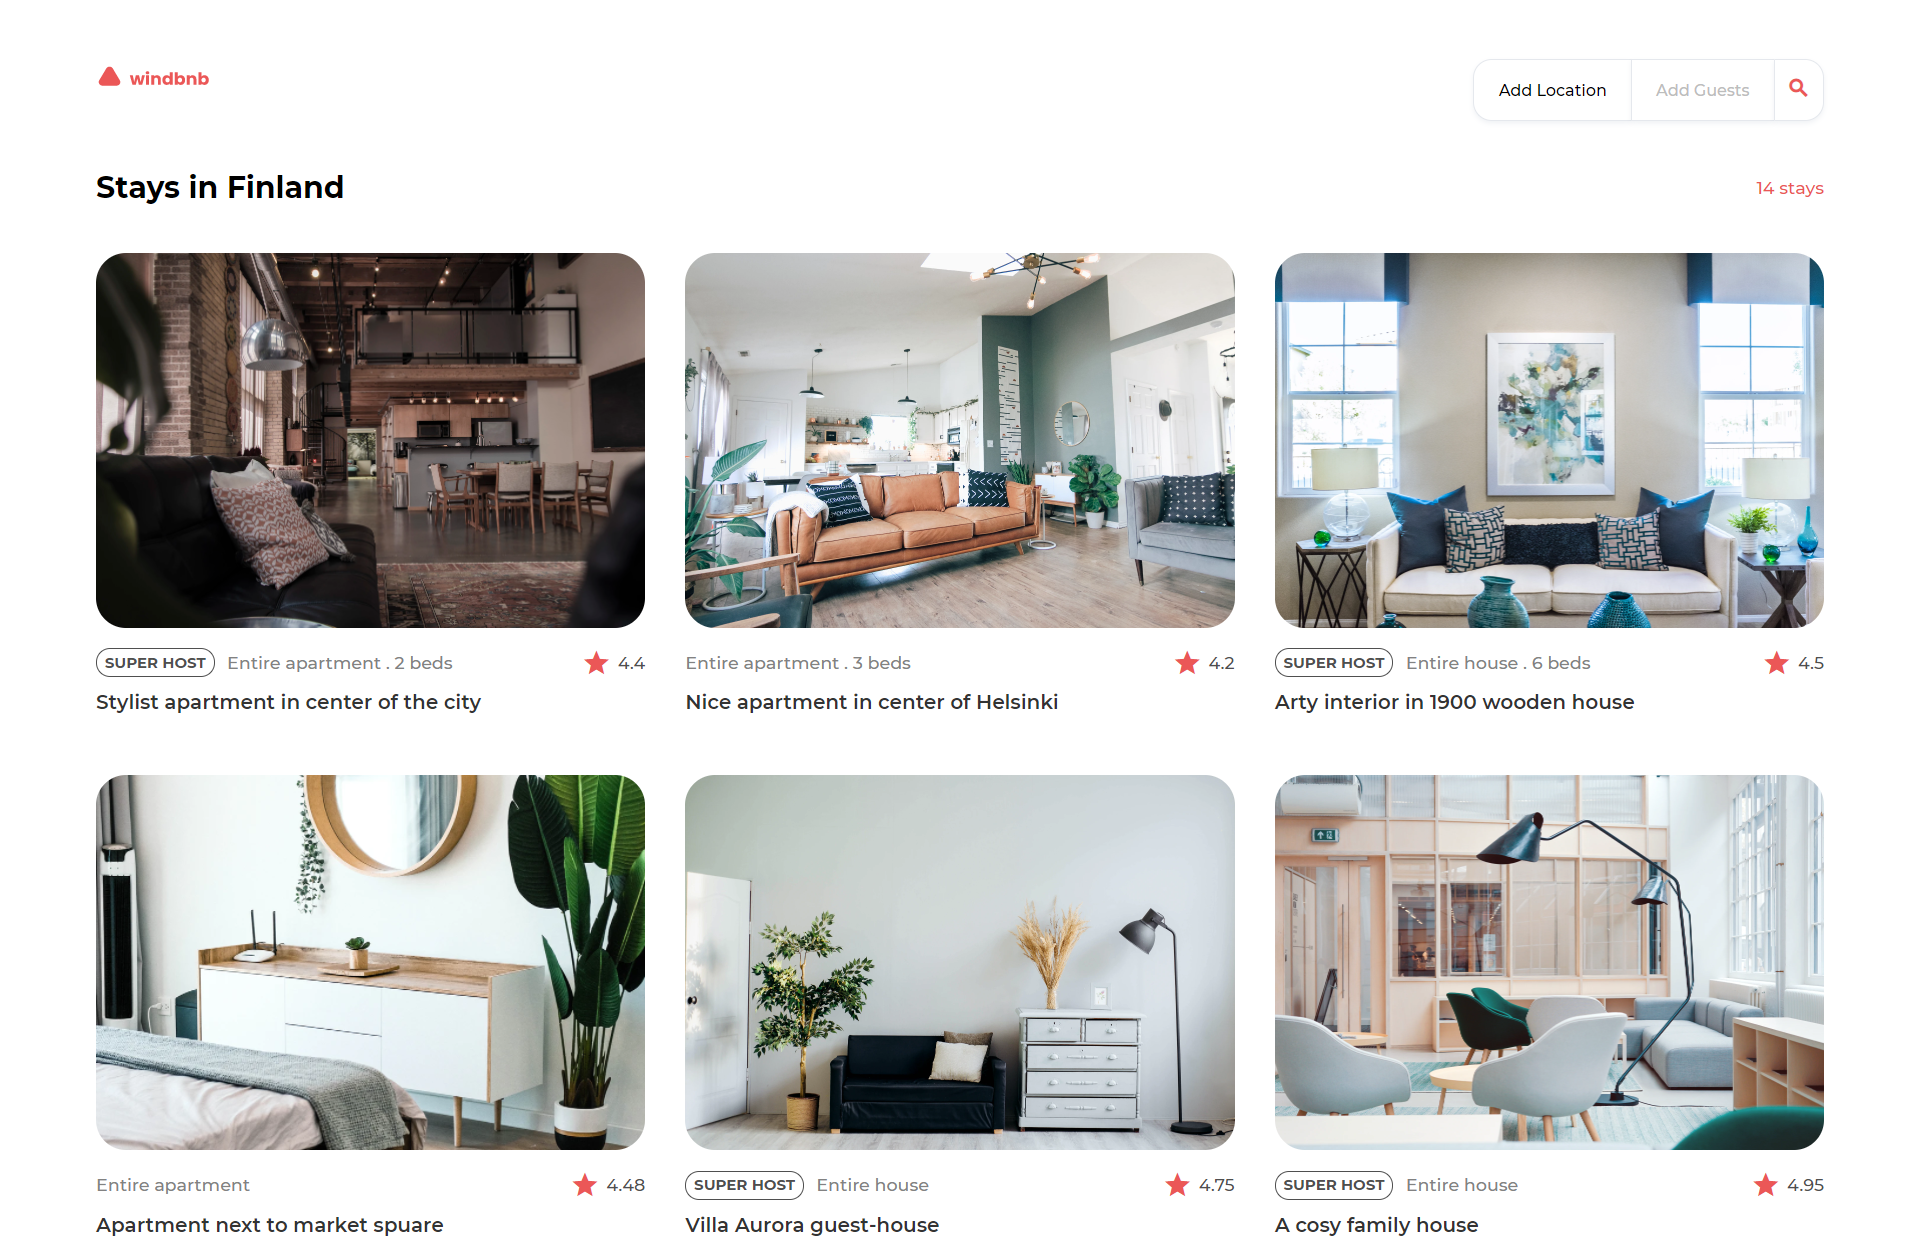 windbnb
Add Location
Add Guests
Stays in Finland
14 stays
SUPER HOST
Entire apartment . 2 beds
4.4
Stylist apartment in center of the city
Entire apartment . 3 beds
4.2
Nice apartment in center of Helsinki
SUPER HOST
Entire house . 6 beds
4.5
Arty interior in 1900 wooden house
Entire apartment
4.48
Apartment next to market spuare
SUPER HOST
Entire house
4.75
Villa Aurora guest-house
SUPER HOST
Entire house
4.95
A cosy family house